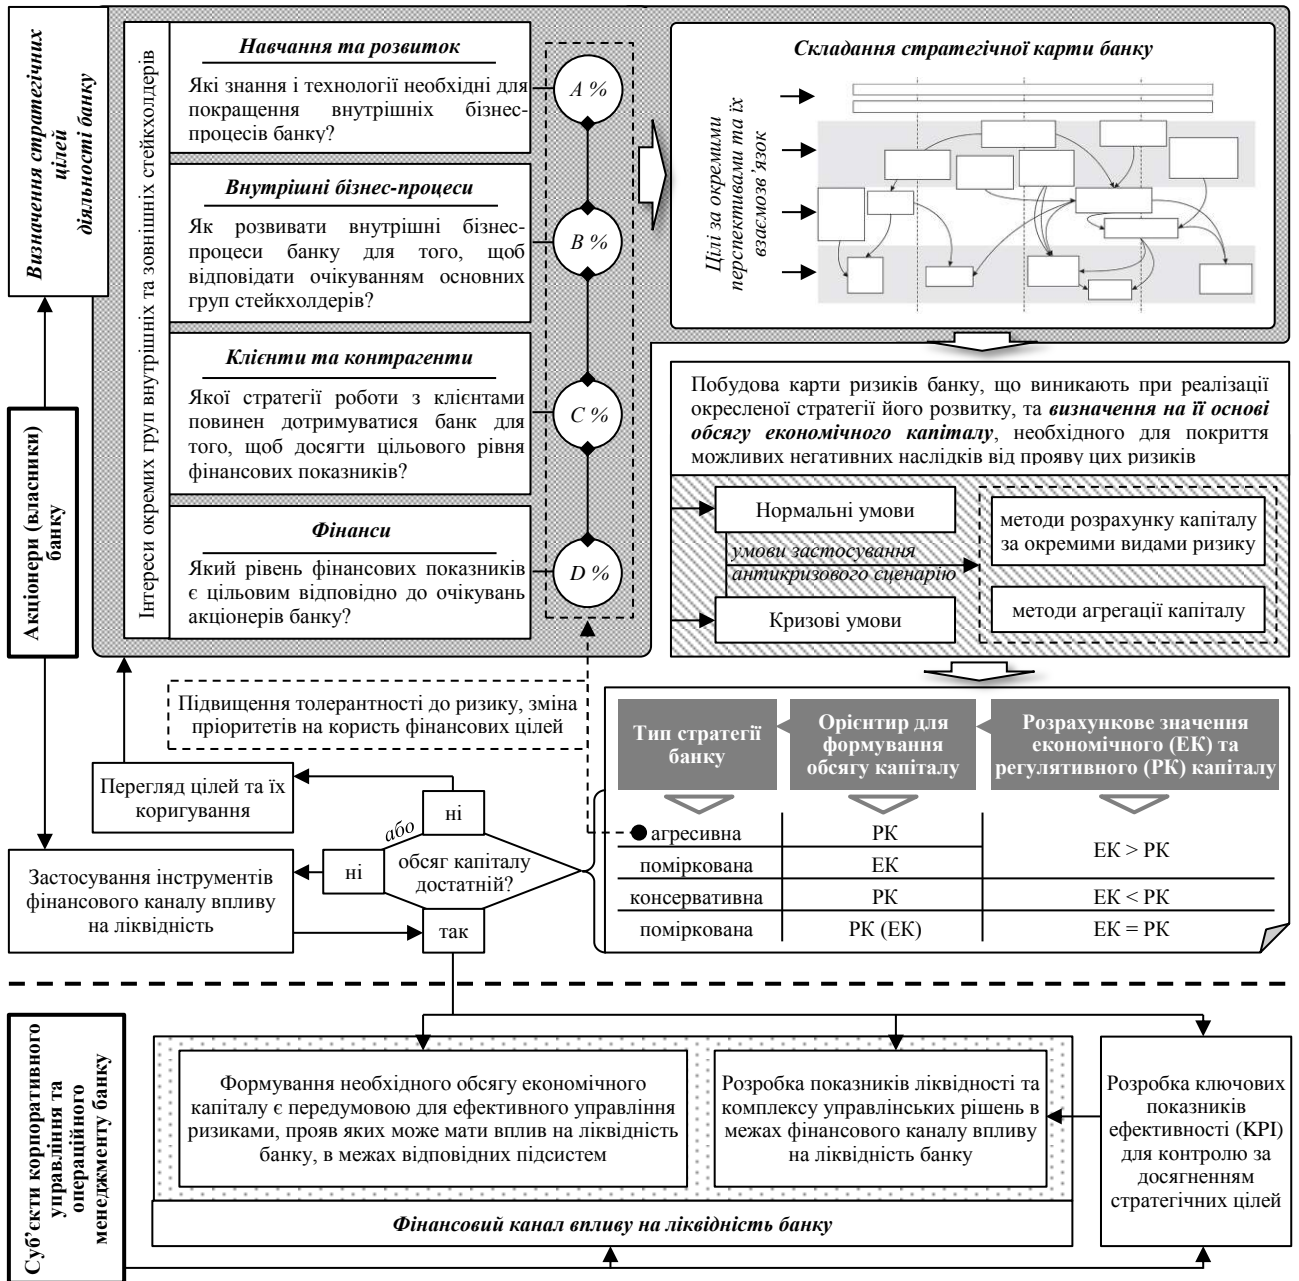 Визначення стратегічних
цілей
діяльності банку
Інтереси окремих груп внутрішніх та зовнішніх стейкхолдерів
Навчання та розвиток
Які знання і технології необхідні для
покращення внутрішніх бізнес-
процесів банку?
A %
Внутрішні бізнес-процеси
Як розвивати внутрішні бізнес-
процеси банку для того, щоб
відповідати очікуванням основних
груп стейкхолдерів?
B %
Клієнти та контрагенти
Якої стратегії роботи з клієнтами
повинен дотримуватися банк для
того, щоб досягти цільового рівня
фінансових показників?
C %
Фінанси
Який рівень фінансових показників
є цільовим відповідно до очікувань
акціонерів банку?
D %
Складання стратегічної карти банку
Цілі за окремими
перспективами та їх
взаємозв’язок
Побудова карти ризиків банку, що виникають при реалізації
окресленої стратегії його розвитку, та визначення на її основі
обсягу економічного капіталу, необхідного для покриття
можливих негативних наслідків від прояву цих ризиків
Нормальні умови
умови застосування
антикризового сценарію
Кризові умови
методи розрахунку капіталу
за окремими видами ризику
методи агрегації капіталу
Акціонери (власники)
банку
Підвищення толерантності до ризику, зміна
пріоритетів на користь фінансових цілей
Перегляд цілей та їх
коригування
ні
або
ні
обсяг капіталу
достатній?
так
Застосування інструментів
фінансового каналу впливу
на ліквідність
Тип стратегії
банку
Орієнтир для
формування
обсягу капіталу
Розрахункове значення
економічного (ЕК) та
регулятивного (РК) капіталу
агресивна РК
ЕК > РК
поміркована ЕК
консервативна РК ЕК < РК
поміркована РК (ЕК) ЕК = РК
Суб’єкти корпоративного
управління та
операційного
менеджменту банку
Формування необхідного обсягу економічного
капіталу є передумовою для ефективного управління
ризиками, прояв яких може мати вплив на ліквідність
банку, в межах відповідних підсистем
Розробка показників ліквідності та
комплексу управлінських рішень в
межах фінансового каналу впливу
на ліквідність банку
Фінансовий канал впливу на ліквідність банку
Розробка ключових
показників
ефективності (KPI)
для контролю за
досягненням
стратегічних цілей